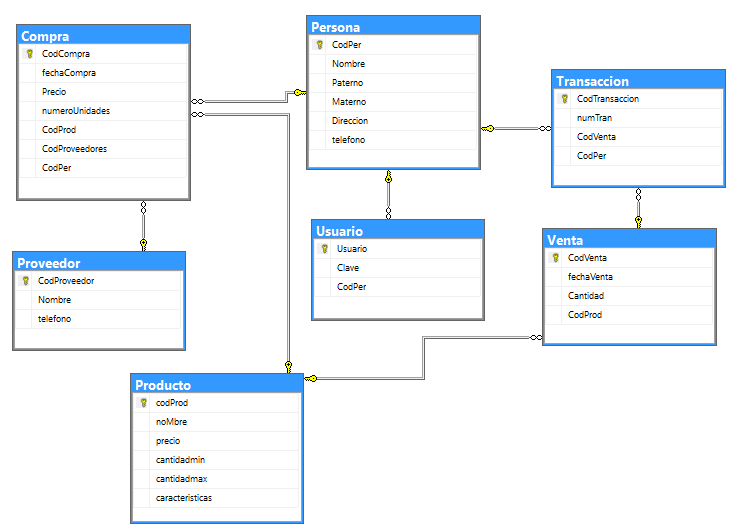 Compra
CodCompra
fechaCompra
Precio
numeroUnidades
CodProd
CodProveedores
CodPer
Persona
CodPer
Nombre
Paterno
Materno
Direccion
telefono
Transaccion
CodTransaccion
numTran
CodVenta
CodPer
Proveedor
CodProveedor
Nombre
telefono
Usuario
Usuario
Clave
CodPer
Venta
CodVenta
fechaVenta
Cantidad
CodProd
Producto
codProd
noMbre
precio
cantidadmin
cantidadmax
caracteristicas